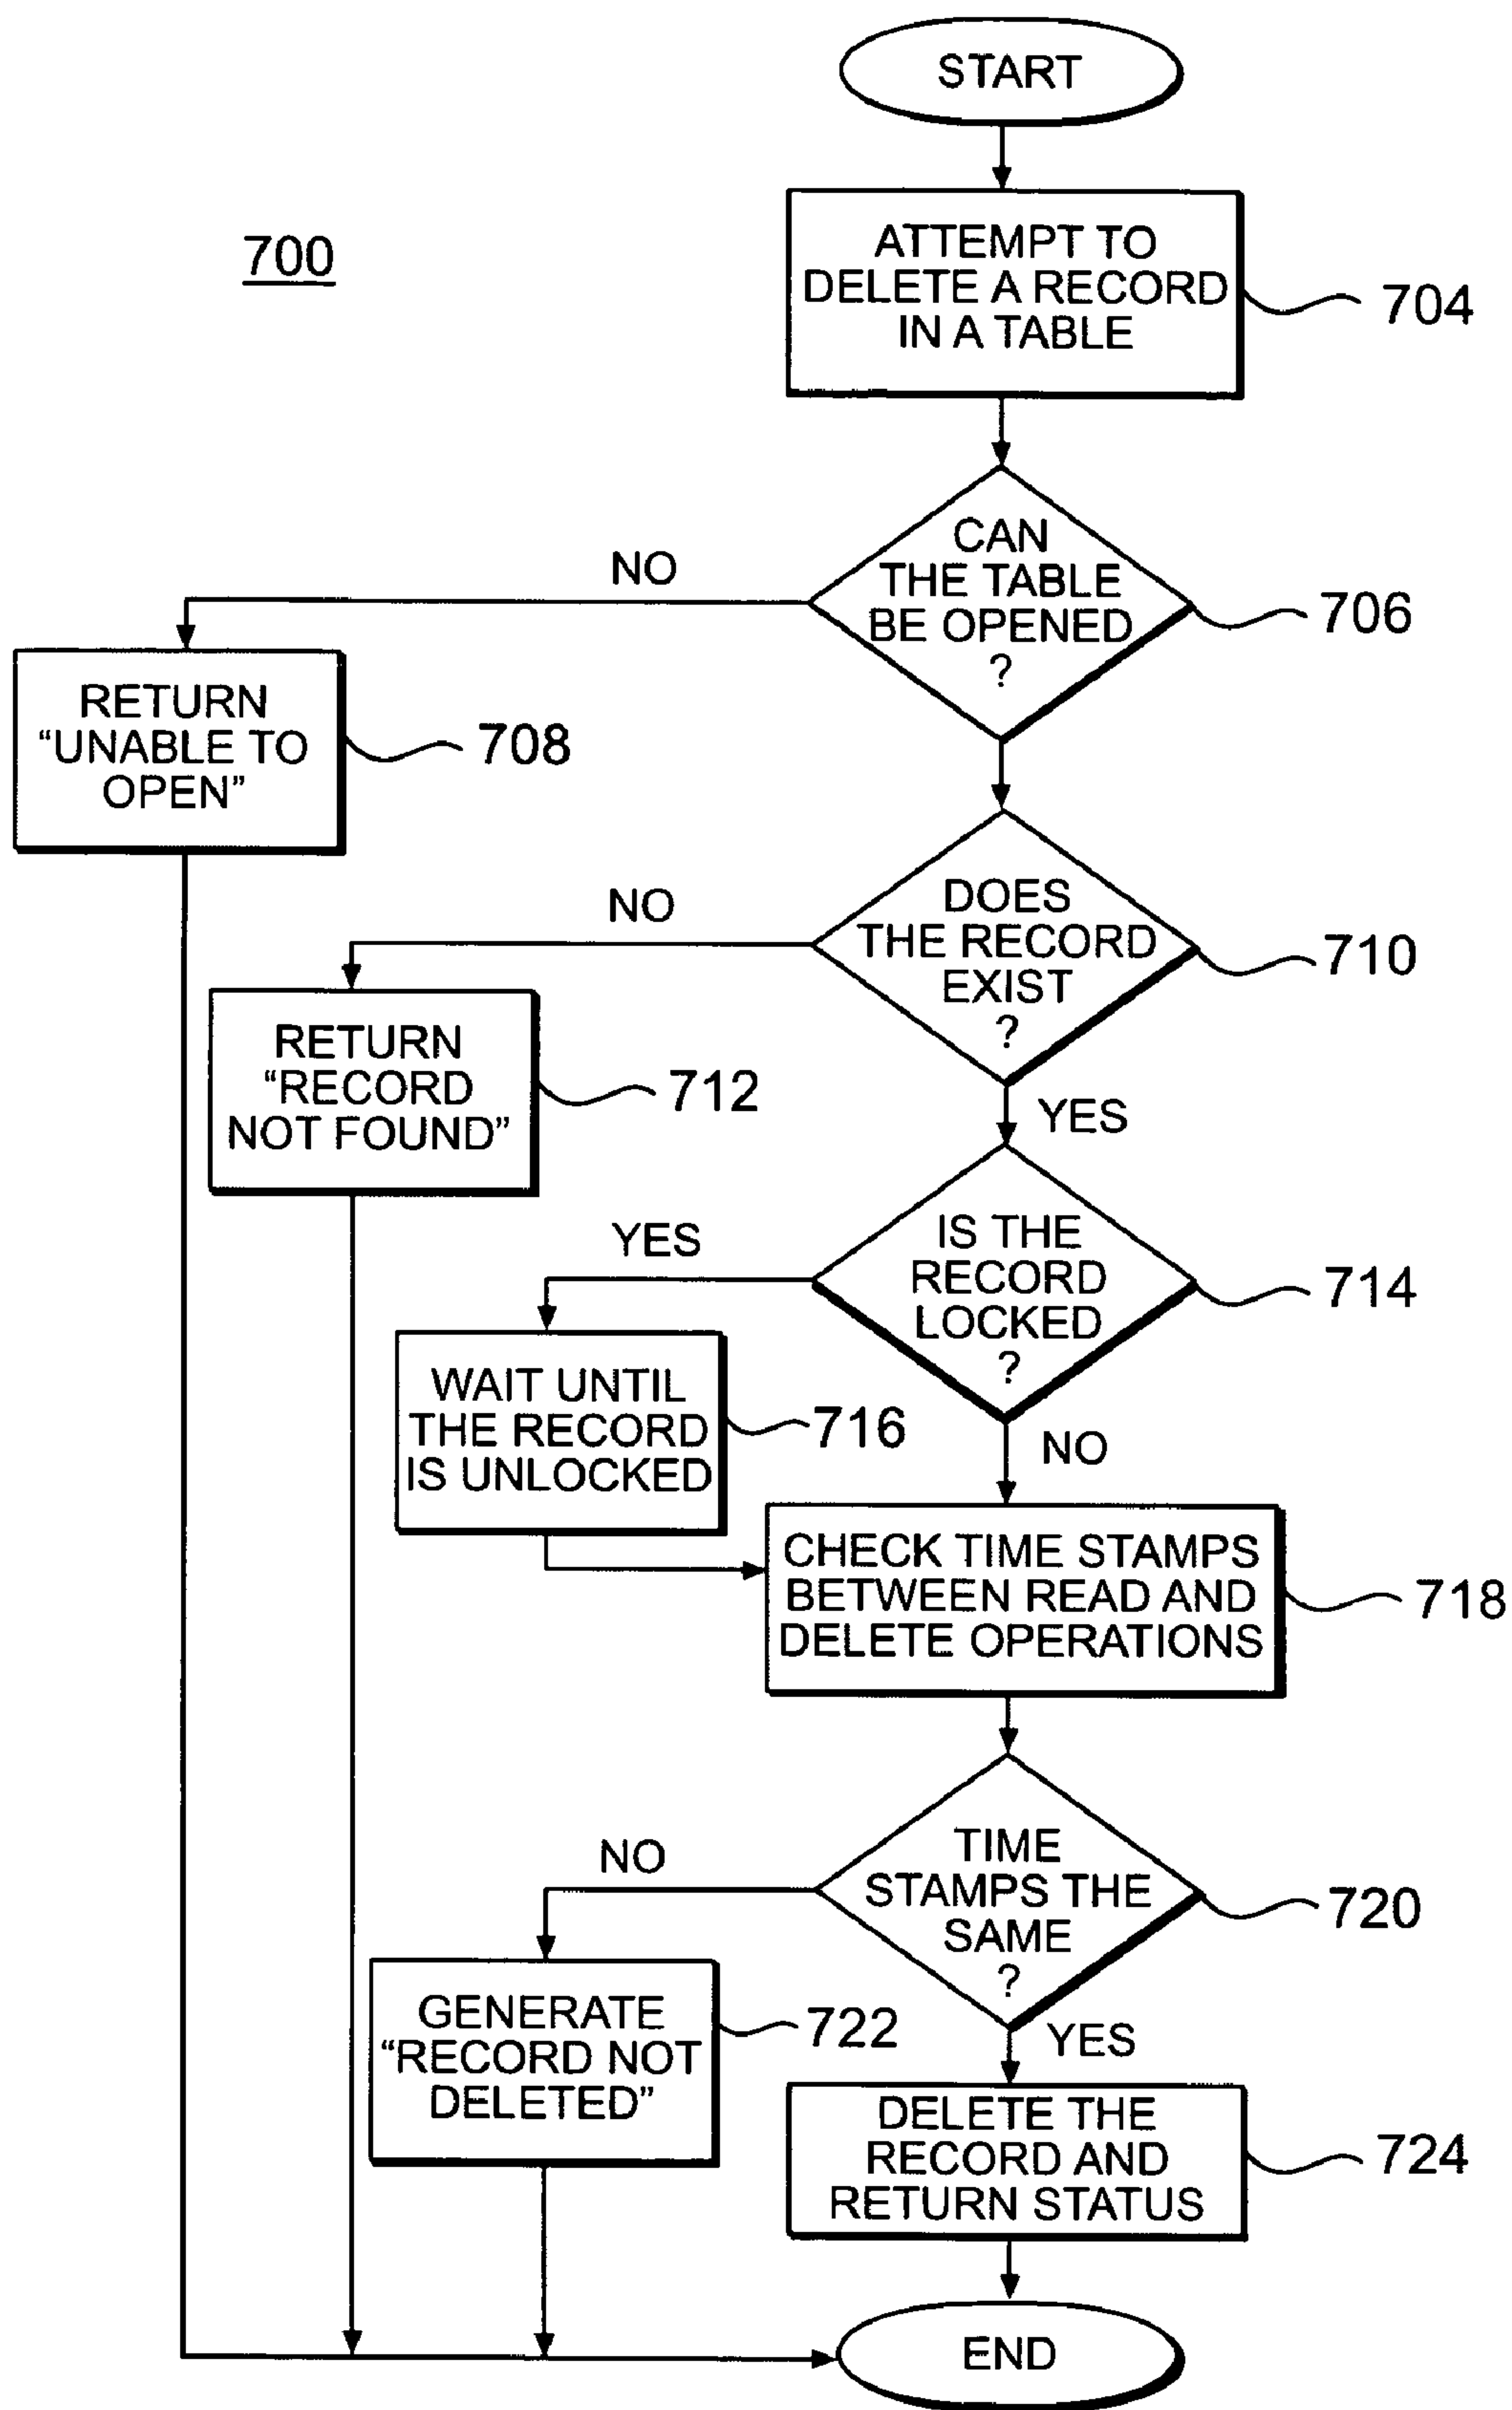 START
700
ATTEMPT TO
DELETE A RECORD
IN A TABLE
704
CAN
THE TABLE
BE OPENED
?
706
NO
RETURN
“UNABLE TO
OPEN”
708
DOES
THE RECORD
EXIST
?
710
NO
RETURN
“RECORD
NOT FOUND”
712
YES
IS THE
RECORD
LOCKED
?
714
YES
WAIT UNTIL
THE RECORD
IS UNLOCKED
716
NO
CHECK TIME STAMPS
BETWEEN READ AND
DELETE OPERATIONS
718
TIME
STAMPS THE
SAME
?
720
NO
GENERATE
“RECORD NOT
DELETED”
722
YES
DELETE THE
RECORD AND
RETURN STATUS
724
END